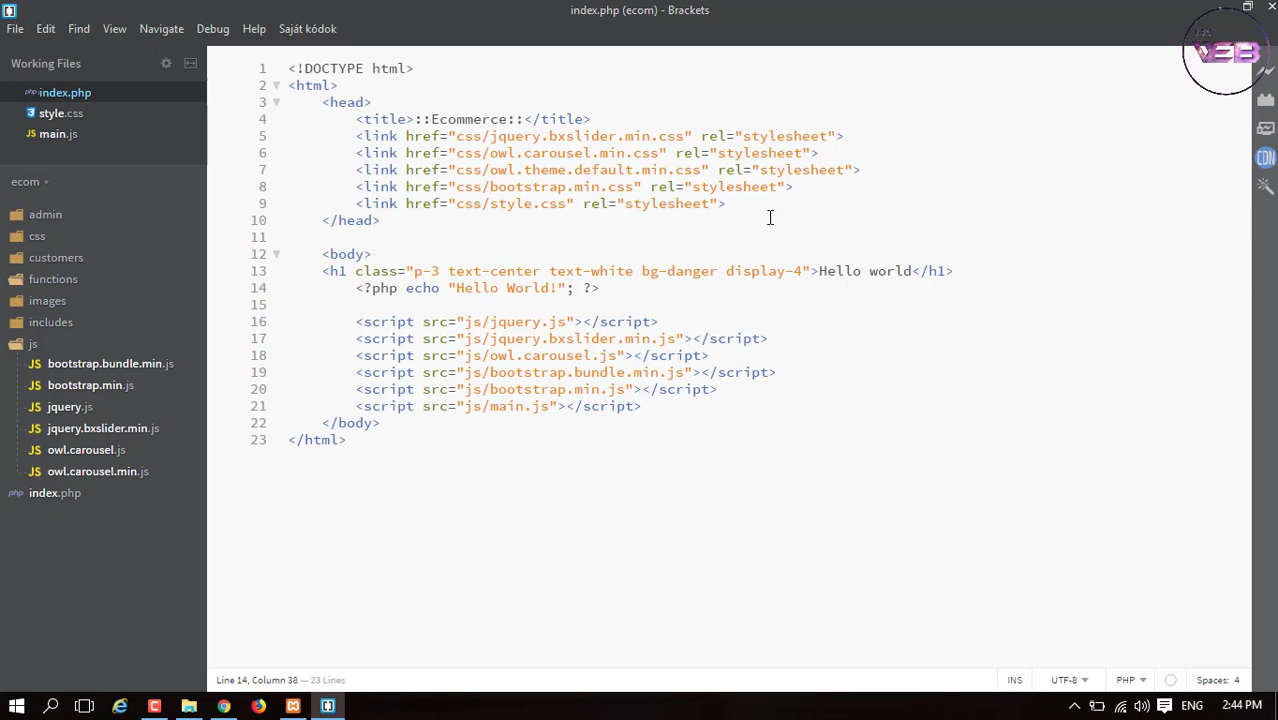 index.php (ecom) - Brackets
File Edit Find View Navigate Debug Help Saját kódok
Working Files
index.php
style.css
main.js
ecom
admin
css
customers
functions
images
includes
js
JS bootstrap.bundle.min.js
JS bootstrap.min.js
JS jquery.js
JS jquery.bxslider.min.js
JS owl.carousel.js
JS owl.carousel.min.js
php index.php
1 <!DOCTYPE html>
2 <html>
3 <head>
4 <title>::Ecommerce::</title>
5 <link href="css/jquery.bxslider.min.css" rel="stylesheet">
6 <link href="css/owl.carousel.min.css" rel="stylesheet">
7 <link href="css/owl.theme.default.min.css" rel="stylesheet">
8 <link href="css/bootstrap.min.css" rel="stylesheet">
9 <link href="css/style.css" rel="stylesheet">
10 </head>
11
12 <body>
13 <h1 class="p-3 text-center text-white bg-danger display-4">Hello world</h1>
14 <?php echo "Hello World!"; ?>
15
16 <script src="js/jquery.js"></script>
17 <script src="js/jquery.bxslider.min.js"></script>
18 <script src="js/owl.carousel.js"></script>
19 <script src="js/bootstrap.bundle.min.js"></script>
20 <script src="js/bootstrap.min.js"></script>
21 <script src="js/main.js"></script>
22 </body>
23 </html>
CDN
Line 14, Column 38 — 23 Lines
INS UTF-8 PHP Spaces: 4
ENG 2:44 PM